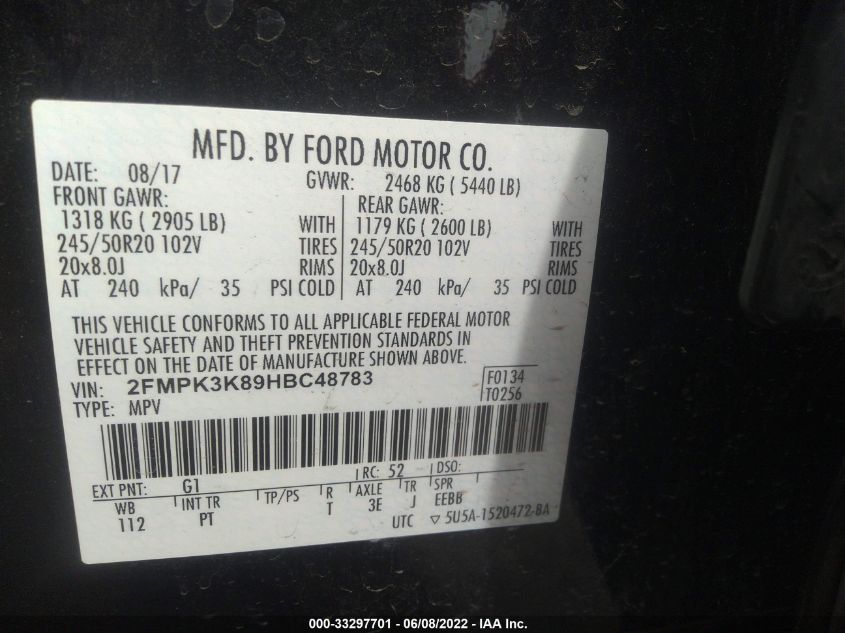 MFD. BY FORD MOTOR CO.
DATE: 08/17 GVWR: 2468 KG ( 5440 LB)
FRONT GAWR: REAR GAWR:
1318 KG ( 2905 LB) WITH 1179 KG ( 2600 LB) WITH
245/50R20 102V TIRES 245/50R20 102V TIRES
20x8.0J RIMS 20x8.0J RIMS
AT 240 kPa/ 35 PSI COLD AT 240 kPa/ 35 PSI COLD
THIS VEHICLE CONFORMS TO ALL APPLICABLE FEDERAL MOTOR
VEHICLE SAFETY AND THEFT PREVENTION STANDARDS IN
EFFECT ON THE DATE OF MANUFACTURE SHOWN ABOVE.
VIN: 2FMPK3K89HBC48783 F0134
TYPE: MPV T0256
EXT PNT: G1 RC: 52 DSO:
WB INT TR TP/PS R AXLE TR SPR
112 PT T 3E J EEBB
UTC ▽ 5U5A-1520472-BA
000-33297701 - 06/08/2022 - IAA Inc.